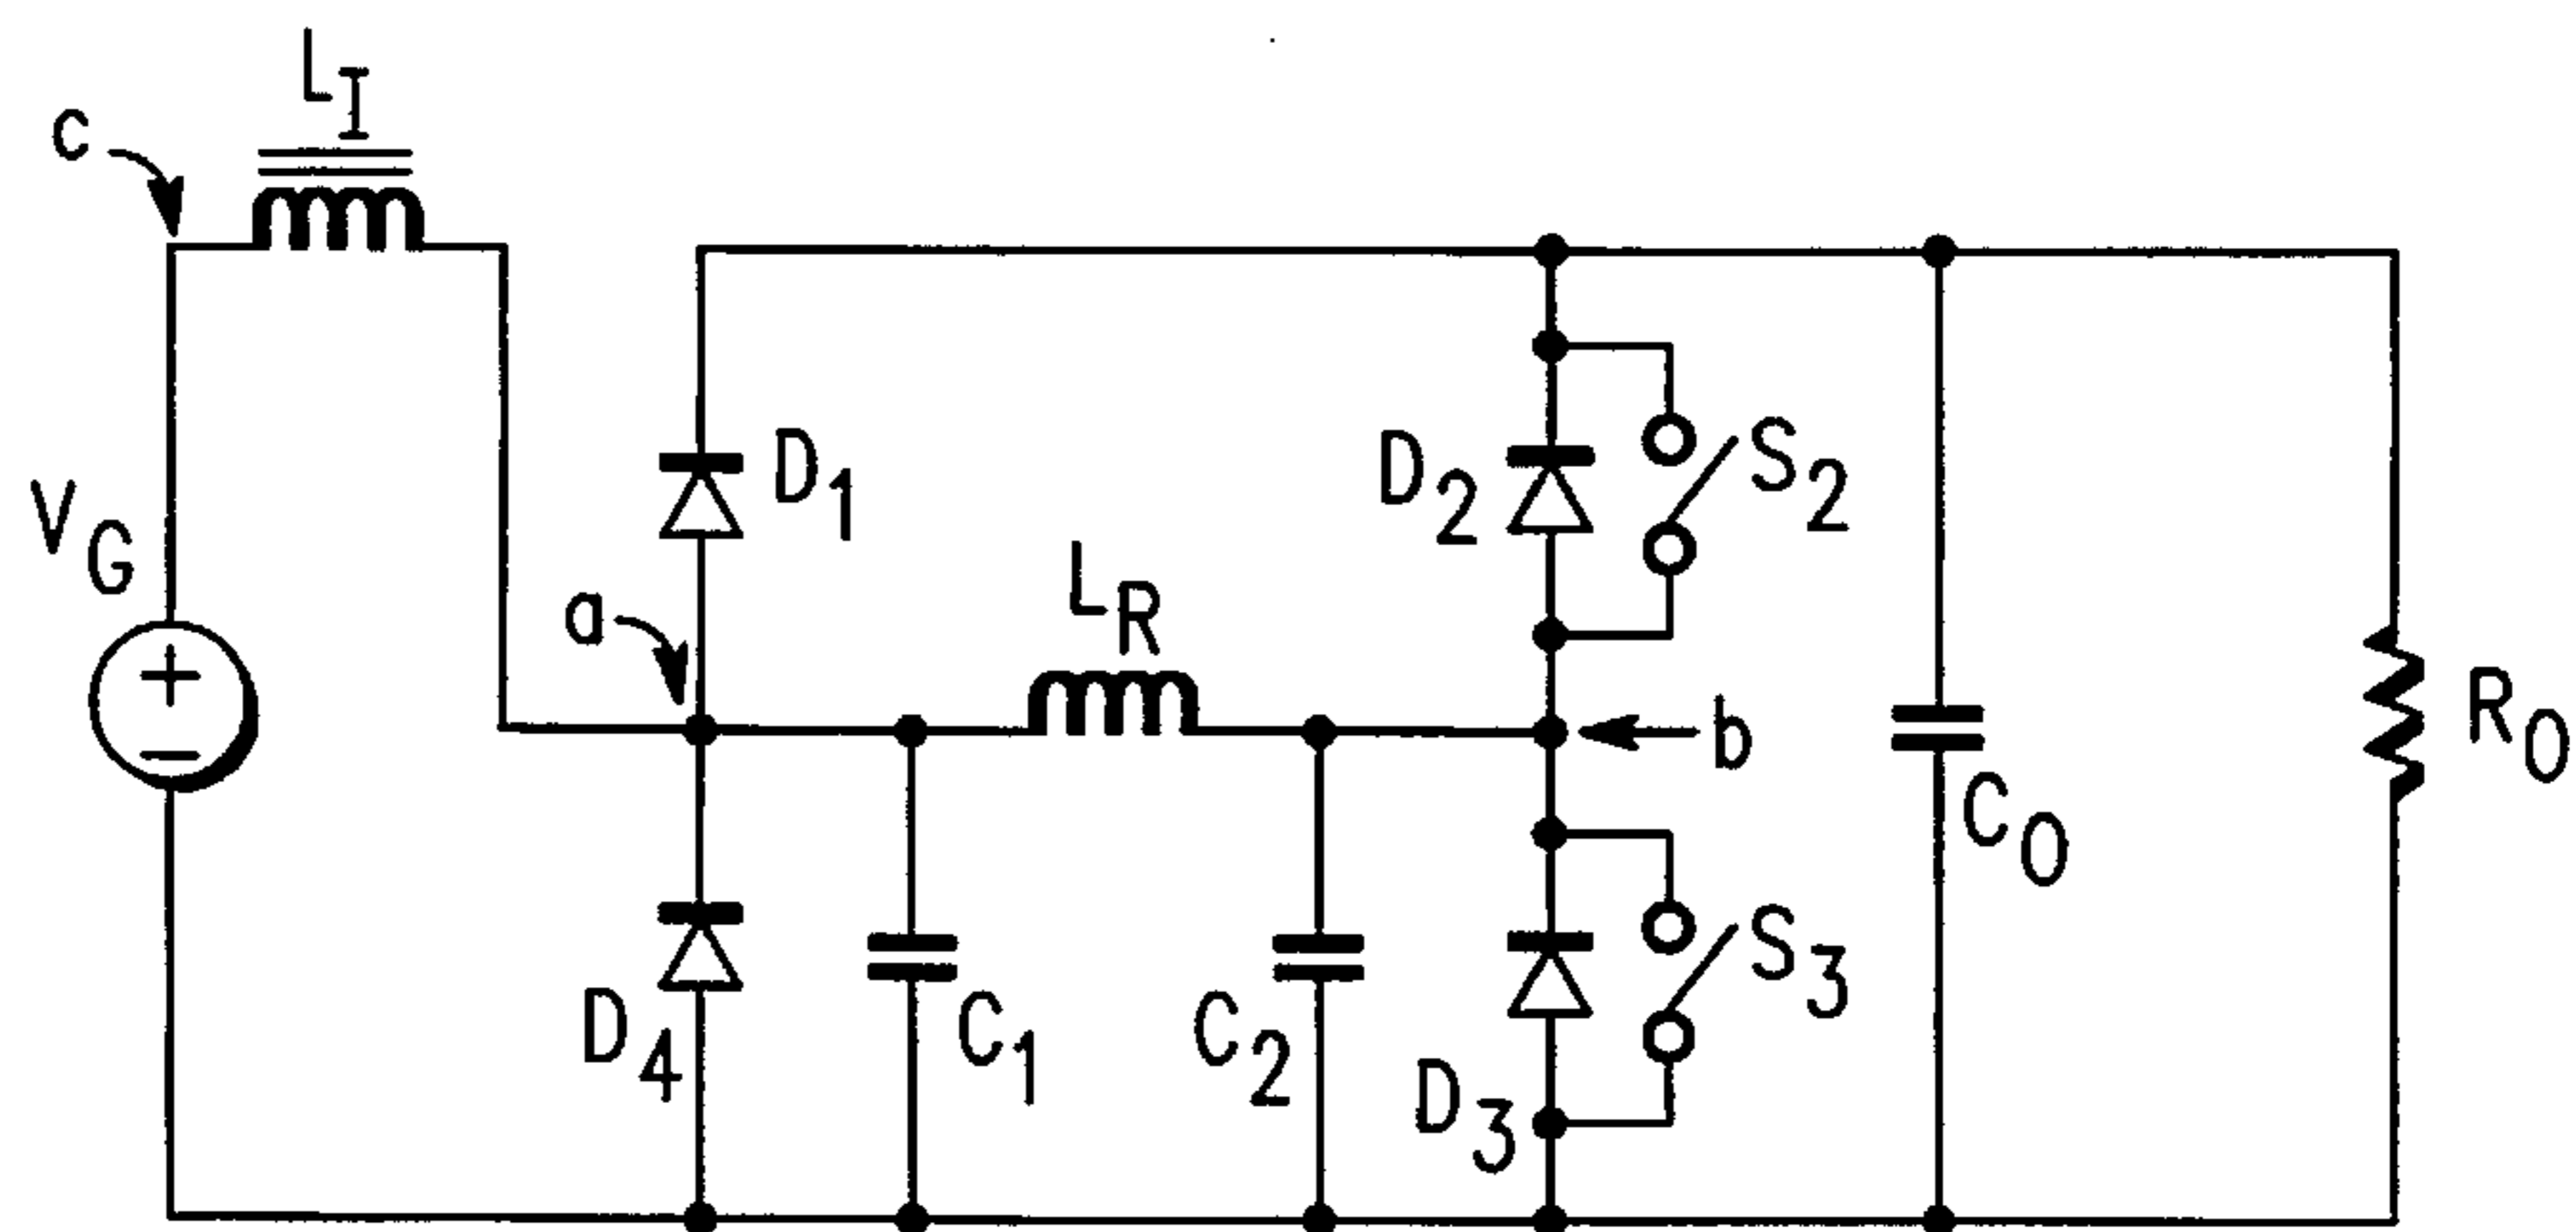 L_I
c
V_G
+
−
a
D_1
L_R
D_2
S_2
b
D_4
C_1
C_2
D_3
S_3
C_O
R_O